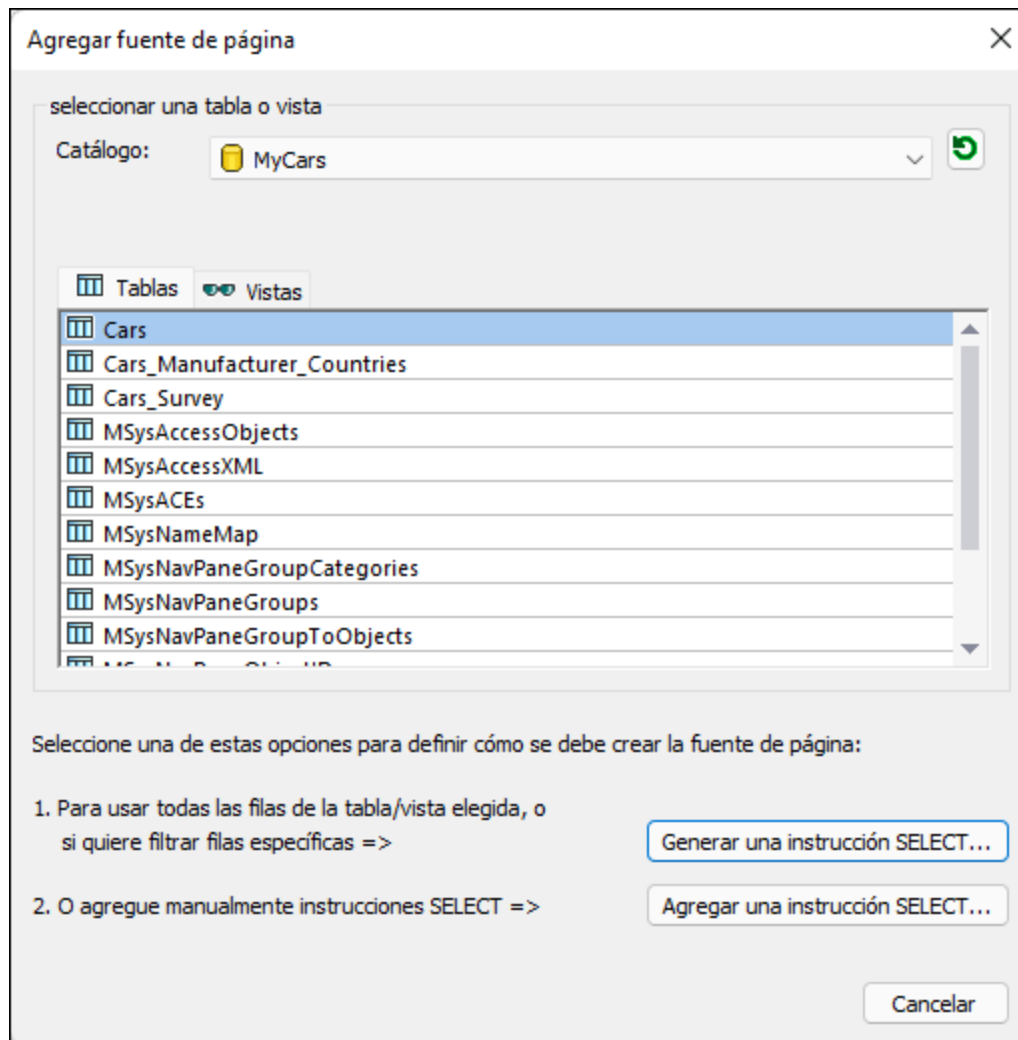 Agregar fuente de página
seleccionar una tabla o vista
Catálogo:
MyCars
Tablas
Vistas
Cars
Cars_Manufacturer_Countries
Cars_Survey
MSysAccessObjects
MSysAccessXML
MSysACEs
MSysNameMap
MSysNavPaneGroupCategories
MSysNavPaneGroups
MSysNavPaneGroupToObjects
Seleccione una de estas opciones para definir cómo se debe crear la fuente de página:
1. Para usar todas las filas de la tabla/vista elegida, o
si quiere filtrar filas específicas =>
Generar una instrucción SELECT...
2. O agregue manualmente instrucciones SELECT =>
Agregar una instrucción SELECT...
Cancelar